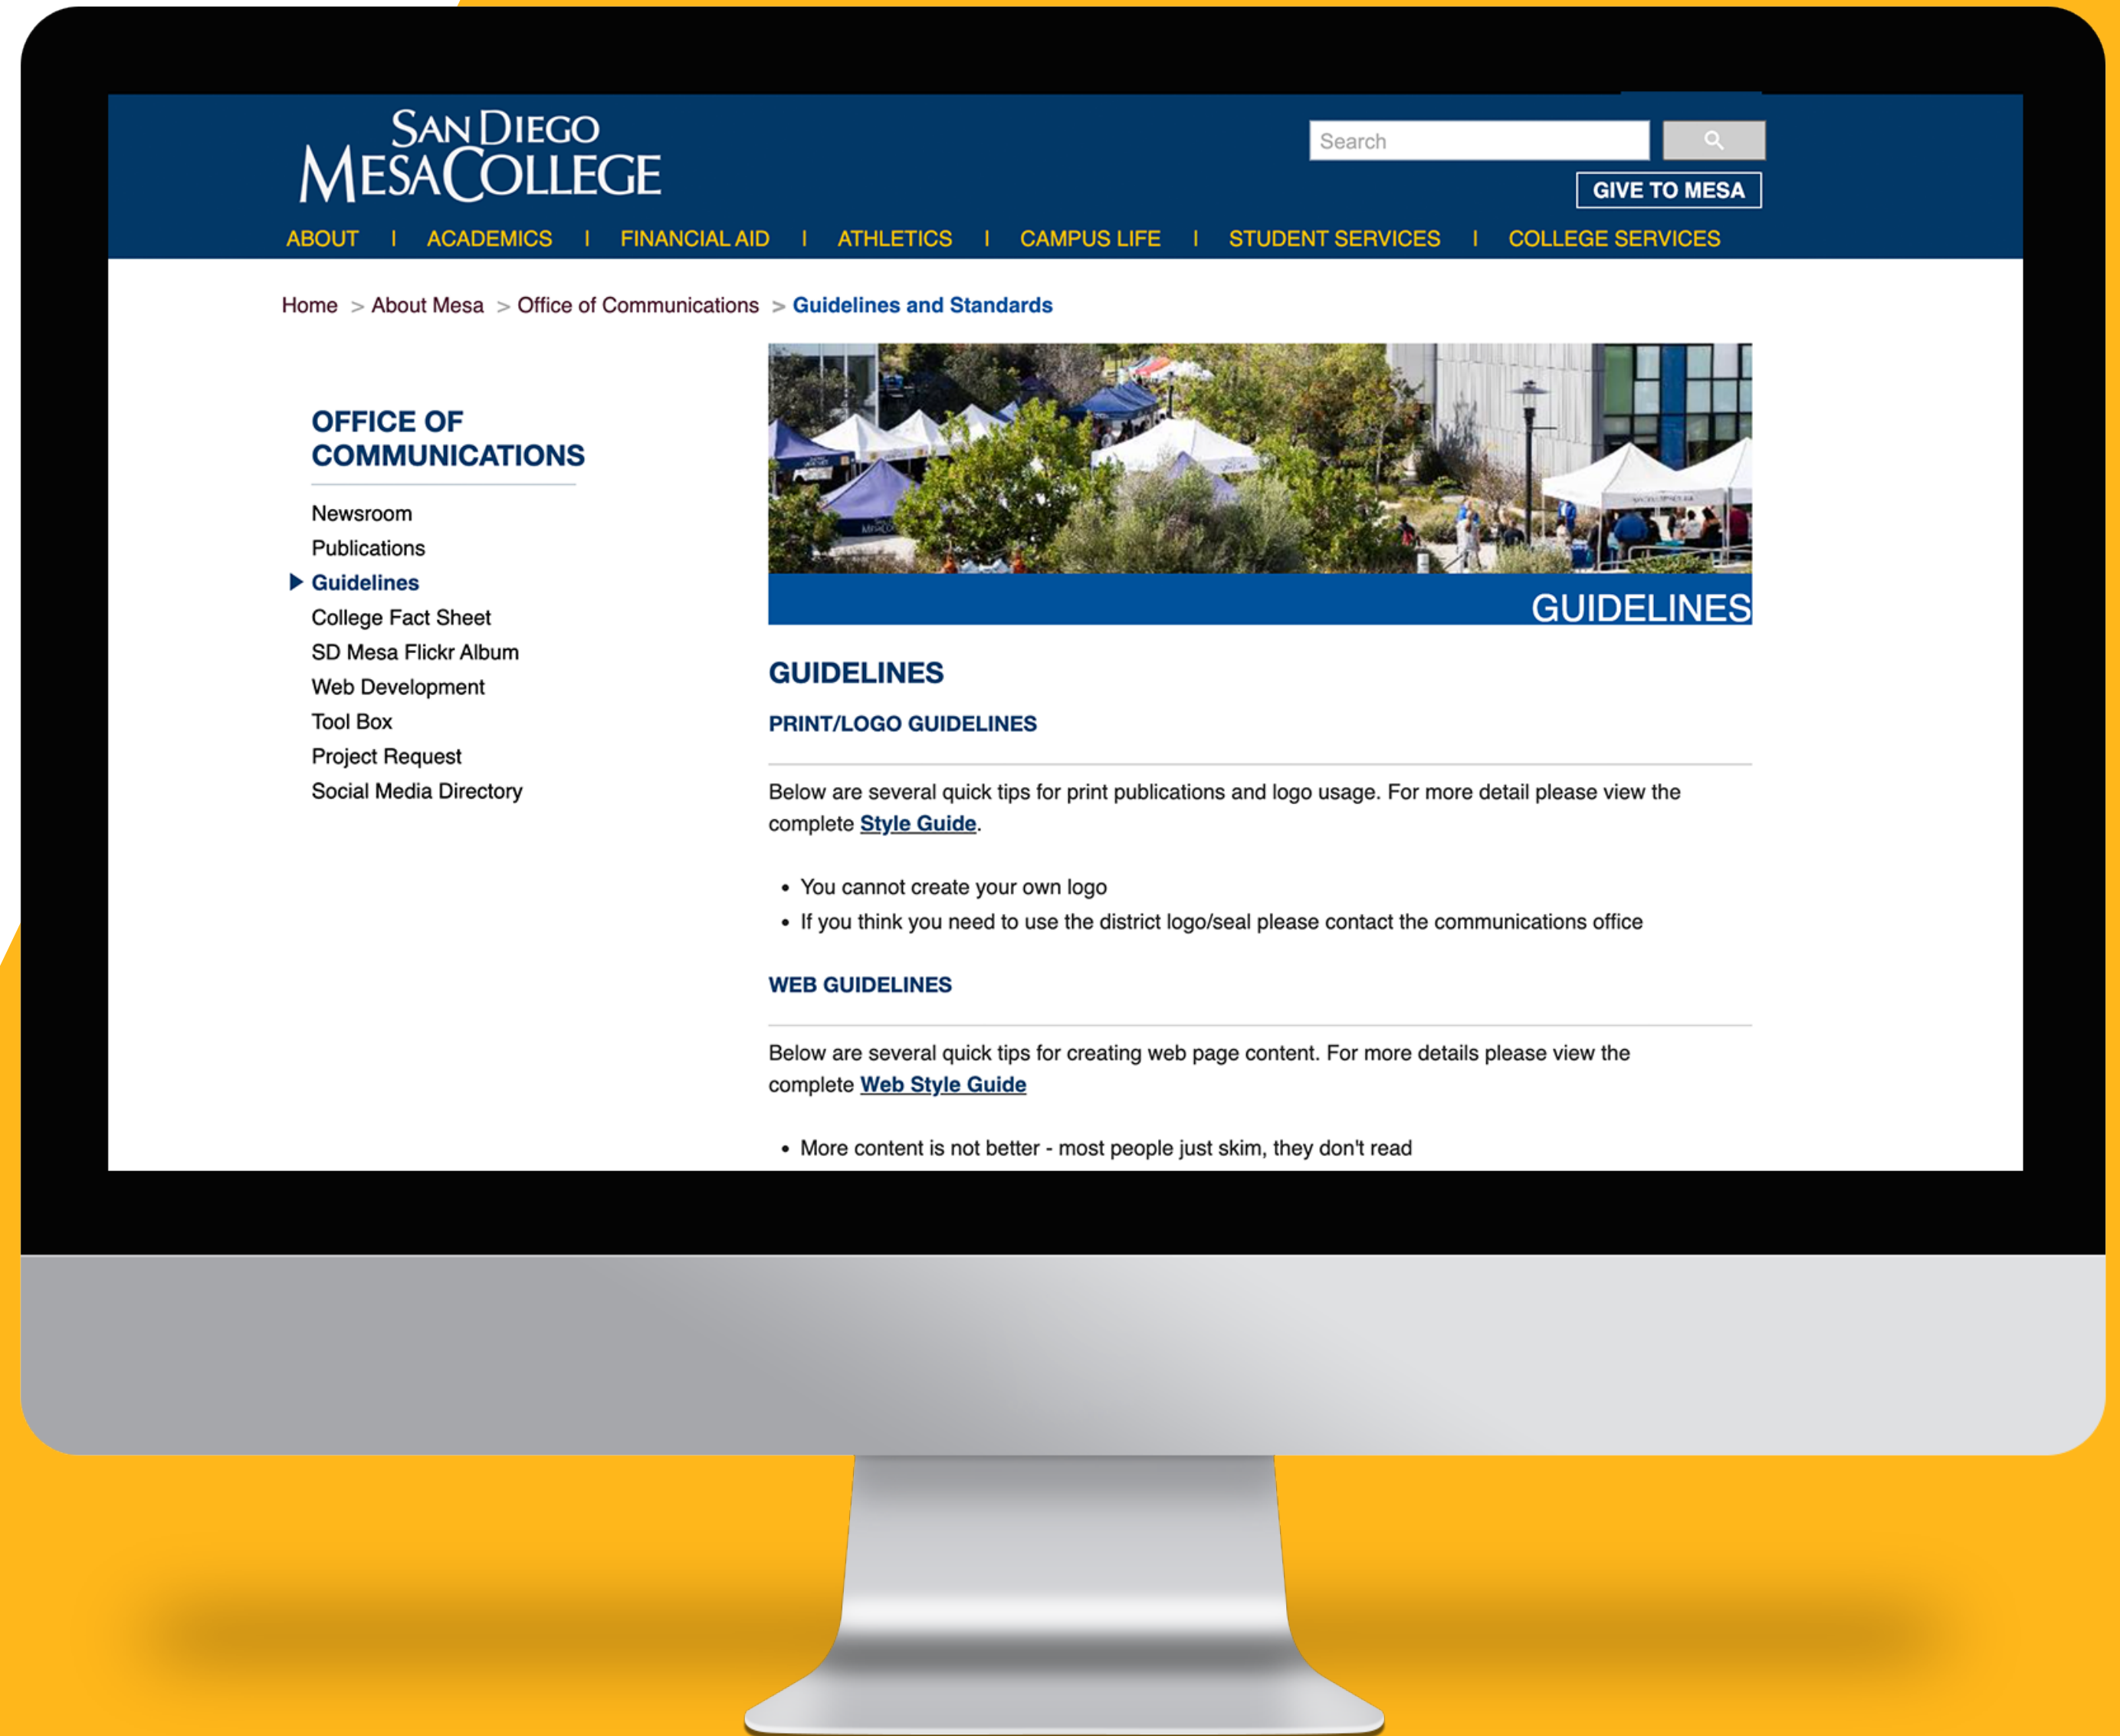 SAN DIEGO
MESA COLLEGE
Search
GIVE TO MESA
ABOUT | ACADEMICS | FINANCIAL AID | ATHLETICS | CAMPUS LIFE | STUDENT SERVICES | COLLEGE SERVICES
Home > About Mesa > Office of Communications > Guidelines and Standards
OFFICE OF
COMMUNICATIONS
Newsroom
Publications
Guidelines
College Fact Sheet
SD Mesa Flickr Album
Web Development
Tool Box
Project Request
Social Media Directory
GUIDELINES
GUIDELINES
PRINT/LOGO GUIDELINES
Below are several quick tips for print publications and logo usage. For more detail please view the
complete Style Guide.
• You cannot create your own logo
• If you think you need to use the district logo/seal please contact the communications office
WEB GUIDELINES
Below are several quick tips for creating web page content. For more details please view the
complete Web Style Guide
• More content is not better - most people just skim, they don't read